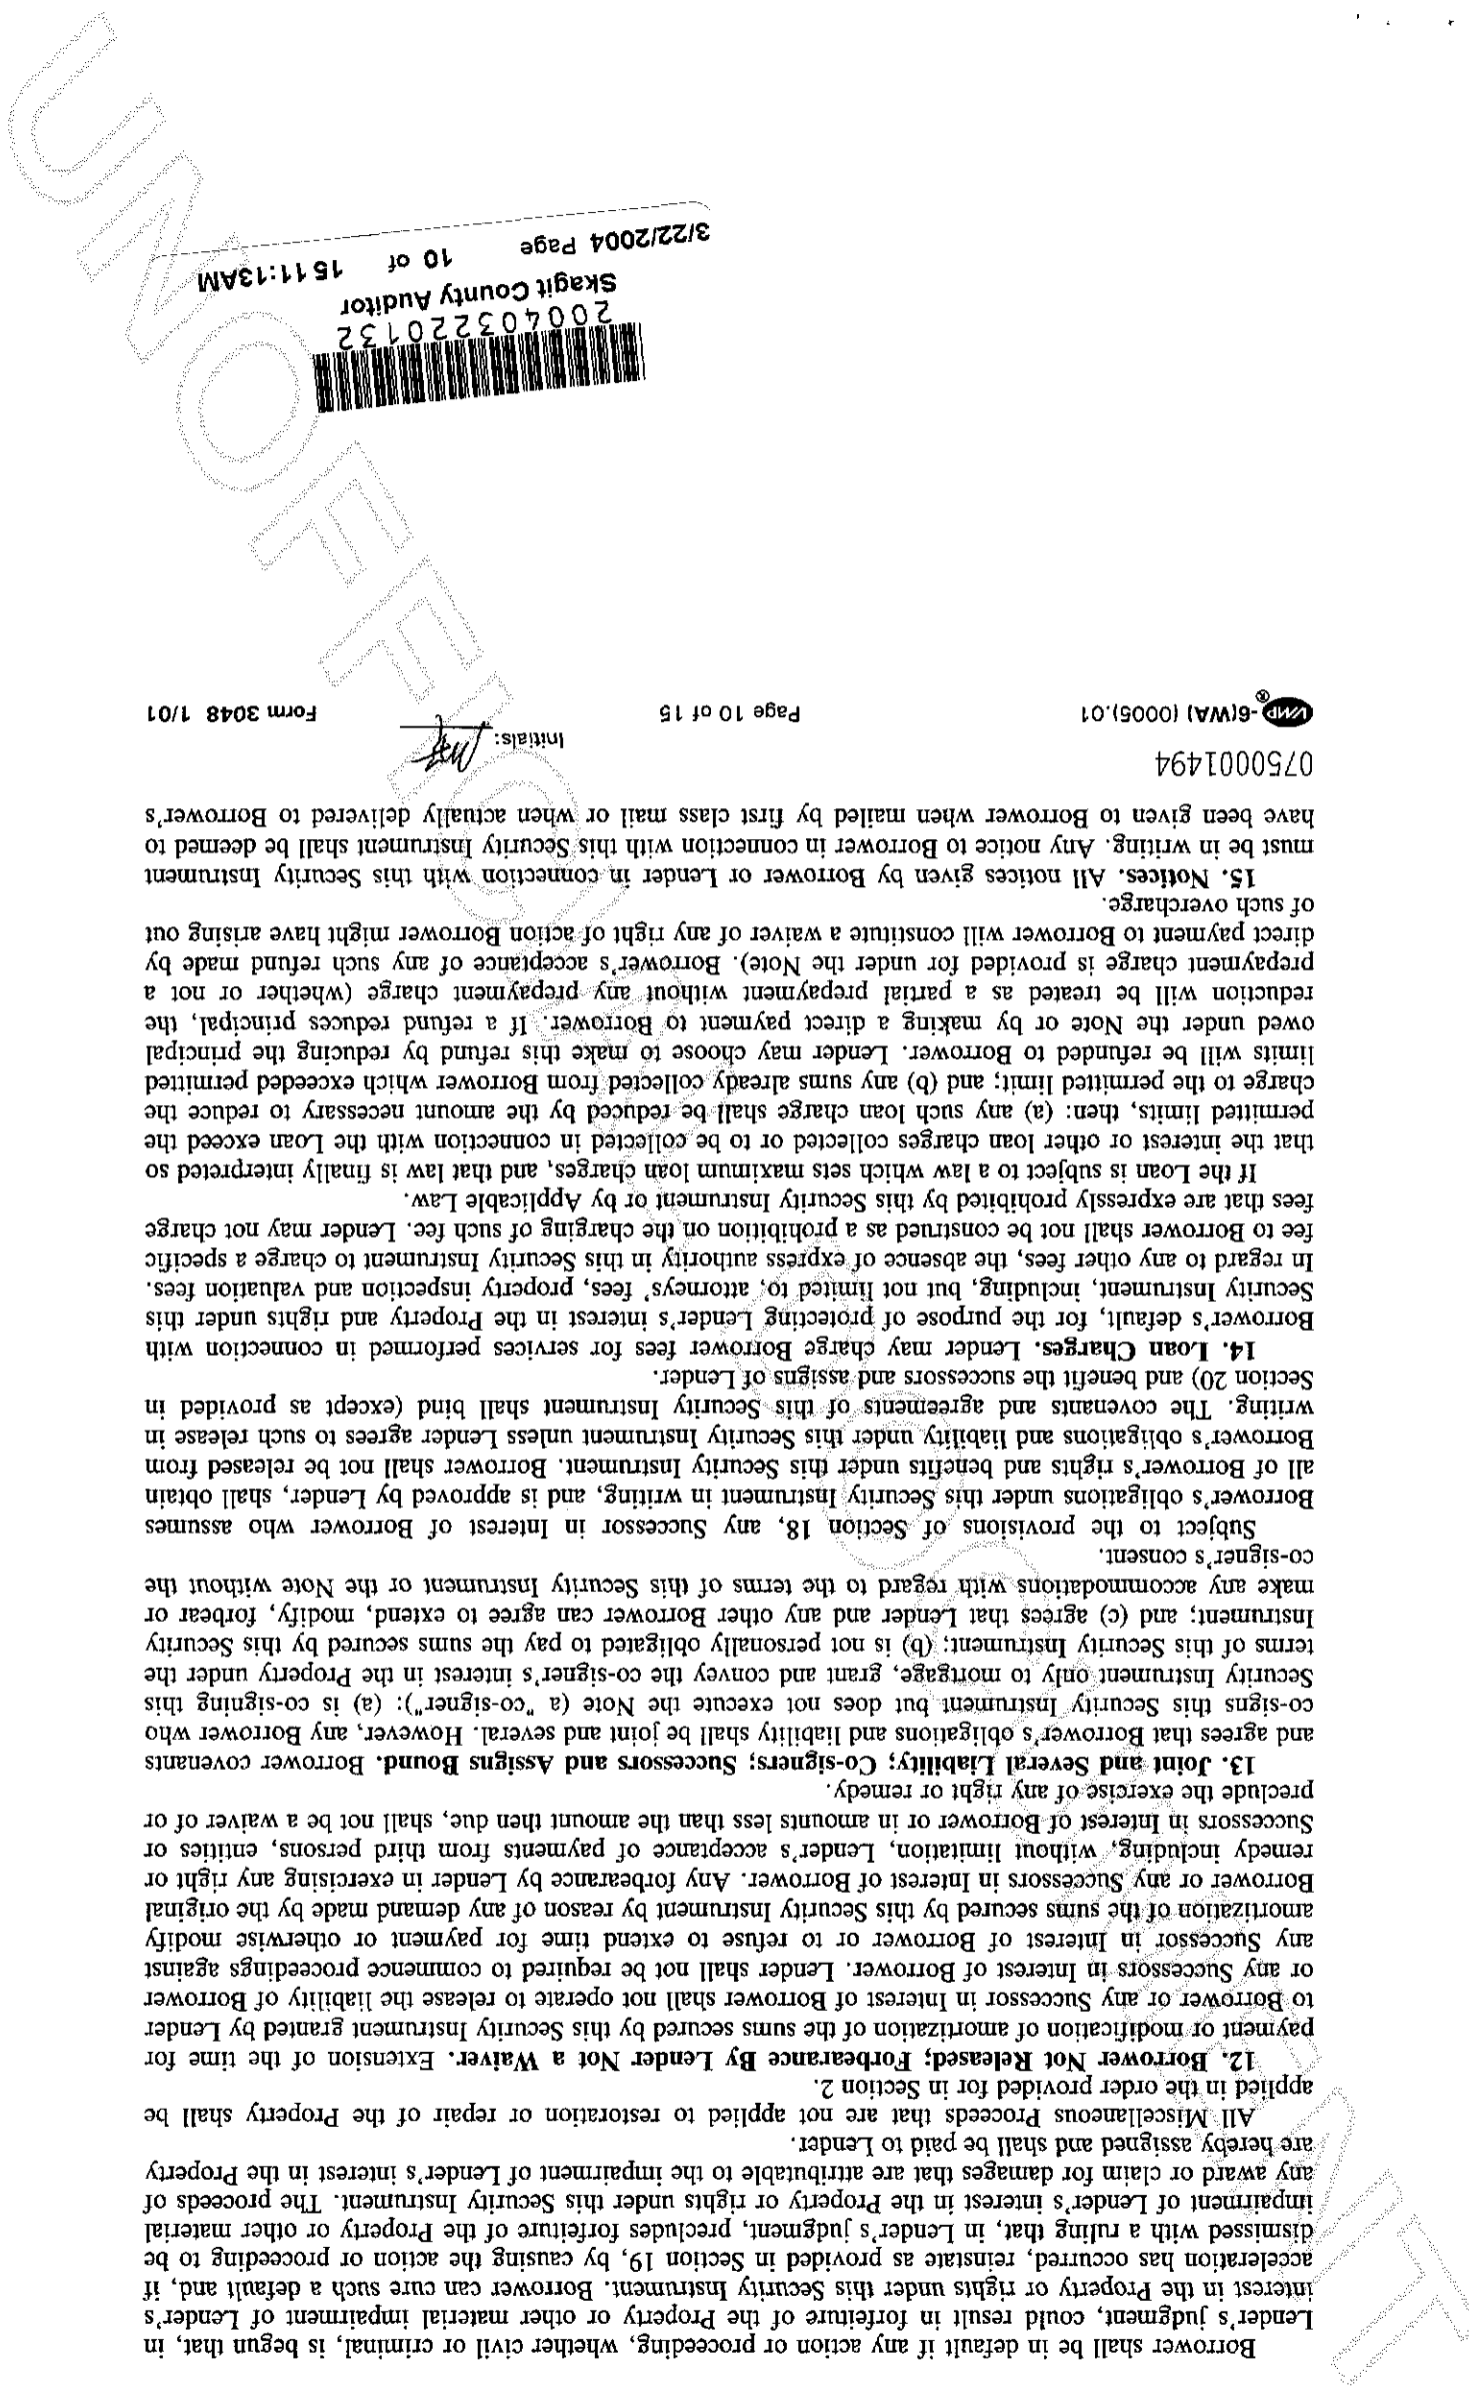 Borrower shall be in default if any action or proceeding, whether civil or criminal, is begun that, in
Lender's judgment, could result in forfeiture of the Property or other material impairment of Lender's
interest in the Property or rights under this Security Instrument. Borrower can cure such a default and, if
acceleration has occurred, reinstate as provided in Section 19, by causing the action or proceeding to be
dismissed with a ruling that, in Lender's judgment, precludes forfeiture of the Property or other material
impairment of Lender's interest in the Property or rights under this Security Instrument. The proceeds of
any award or claim for damages that are attributable to the impairment of Lender's interest in the Property
are hereby assigned and shall be paid to Lender.
All Miscellaneous Proceeds that are not applied to restoration or repair of the Property shall be
applied in the order provided for in Section 2.
12. Borrower Not Released; Forbearance By Lender Not a Waiver. Extension of the time for
payment or modification of amortization of the sums secured by this Security Instrument granted by Lender
to Borrower or any Successor in Interest of Borrower shall not operate to release the liability of Borrower
or any Successors in Interest of Borrower. Lender shall not be required to commence proceedings against
any Successor in Interest of Borrower or to refuse to extend time for payment or otherwise modify
amortization of the sums secured by this Security Instrument by reason of any demand made by the original
Borrower or any Successors in Interest of Borrower. Any forbearance by Lender in exercising any right or
remedy including, without limitation, Lender's acceptance of payments from third persons, entities or
Successors in Interest of Borrower or in amounts less than the amount then due, shall not be a waiver of or
preclude the exercise of any right or remedy.
13. Joint and Several Liability; Co-signers; Successors and Assigns Bound. Borrower covenants
and agrees that Borrower's obligations and liability shall be joint and several. However, any Borrower who
co-signs this Security Instrument but does not execute the Note (a "co-signer"): (a) is co-signing this
Security Instrument only to mortgage, grant and convey the co-signer's interest in the Property under the
terms of this Security Instrument; (b) is not personally obligated to pay the sums secured by this Security
Instrument; and (c) agrees that Lender and any other Borrower can agree to extend, modify, forbear or
make any accommodations with regard to the terms of this Security Instrument or the Note without the
co-signer's consent.
Subject to the provisions of Section 18, any Successor in Interest of Borrower who assumes
Borrower's obligations under this Security Instrument in writing, and is approved by Lender, shall obtain
all of Borrower's rights and benefits under this Security Instrument. Borrower shall not be released from
Borrower's obligations and liability under this Security Instrument unless Lender agrees to such release in
writing. The covenants and agreements of this Security Instrument shall bind (except as provided in
Section 20) and benefit the successors and assigns of Lender.
14. Loan Charges. Lender may charge Borrower fees for services performed in connection with
Borrower's default, for the purpose of protecting Lender's interest in the Property and rights under this
Security Instrument, including, but not limited to, attorneys' fees, property inspection and valuation fees.
In regard to any other fees, the absence of express authority in this Security Instrument to charge a specific
fee to Borrower shall not be construed as a prohibition on the charging of such fee. Lender may not charge
fees that are expressly prohibited by this Security Instrument or by Applicable Law.
If the Loan is subject to a law which sets maximum loan charges, and that law is finally interpreted so
that the interest or other loan charges collected or to be collected in connection with the Loan exceed the
permitted limits, then: (a) any such loan charge shall be reduced by the amount necessary to reduce the
charge to the permitted limit; and (b) any sums already collected from Borrower which exceeded permitted
limits will be refunded to Borrower. Lender may choose to make this refund by reducing the principal
owed under the Note or by making a direct payment to Borrower. If a refund reduces principal, the
reduction will be treated as a partial prepayment without any prepayment charge (whether or not a
prepayment charge is provided for under the Note). Borrower's acceptance of any such refund made by
direct payment to Borrower will constitute a waiver of any right of action Borrower might have arising out
of such overcharge.
15. Notices. All notices given by Borrower or Lender in connection with this Security Instrument
must be in writing. Any notice to Borrower in connection with this Security Instrument shall be deemed to
have been given to Borrower when mailed by first class mail or when actually delivered to Borrower's
0750001494
Initials:
VMP®-6(WA) (0005).01 Page 10 of 15 Form 3048 1/01
200403220132
Skagit County Auditor
3/22/2004 Page 10 of 15 11:13AM
UNOFFICIAL DOCUMENT